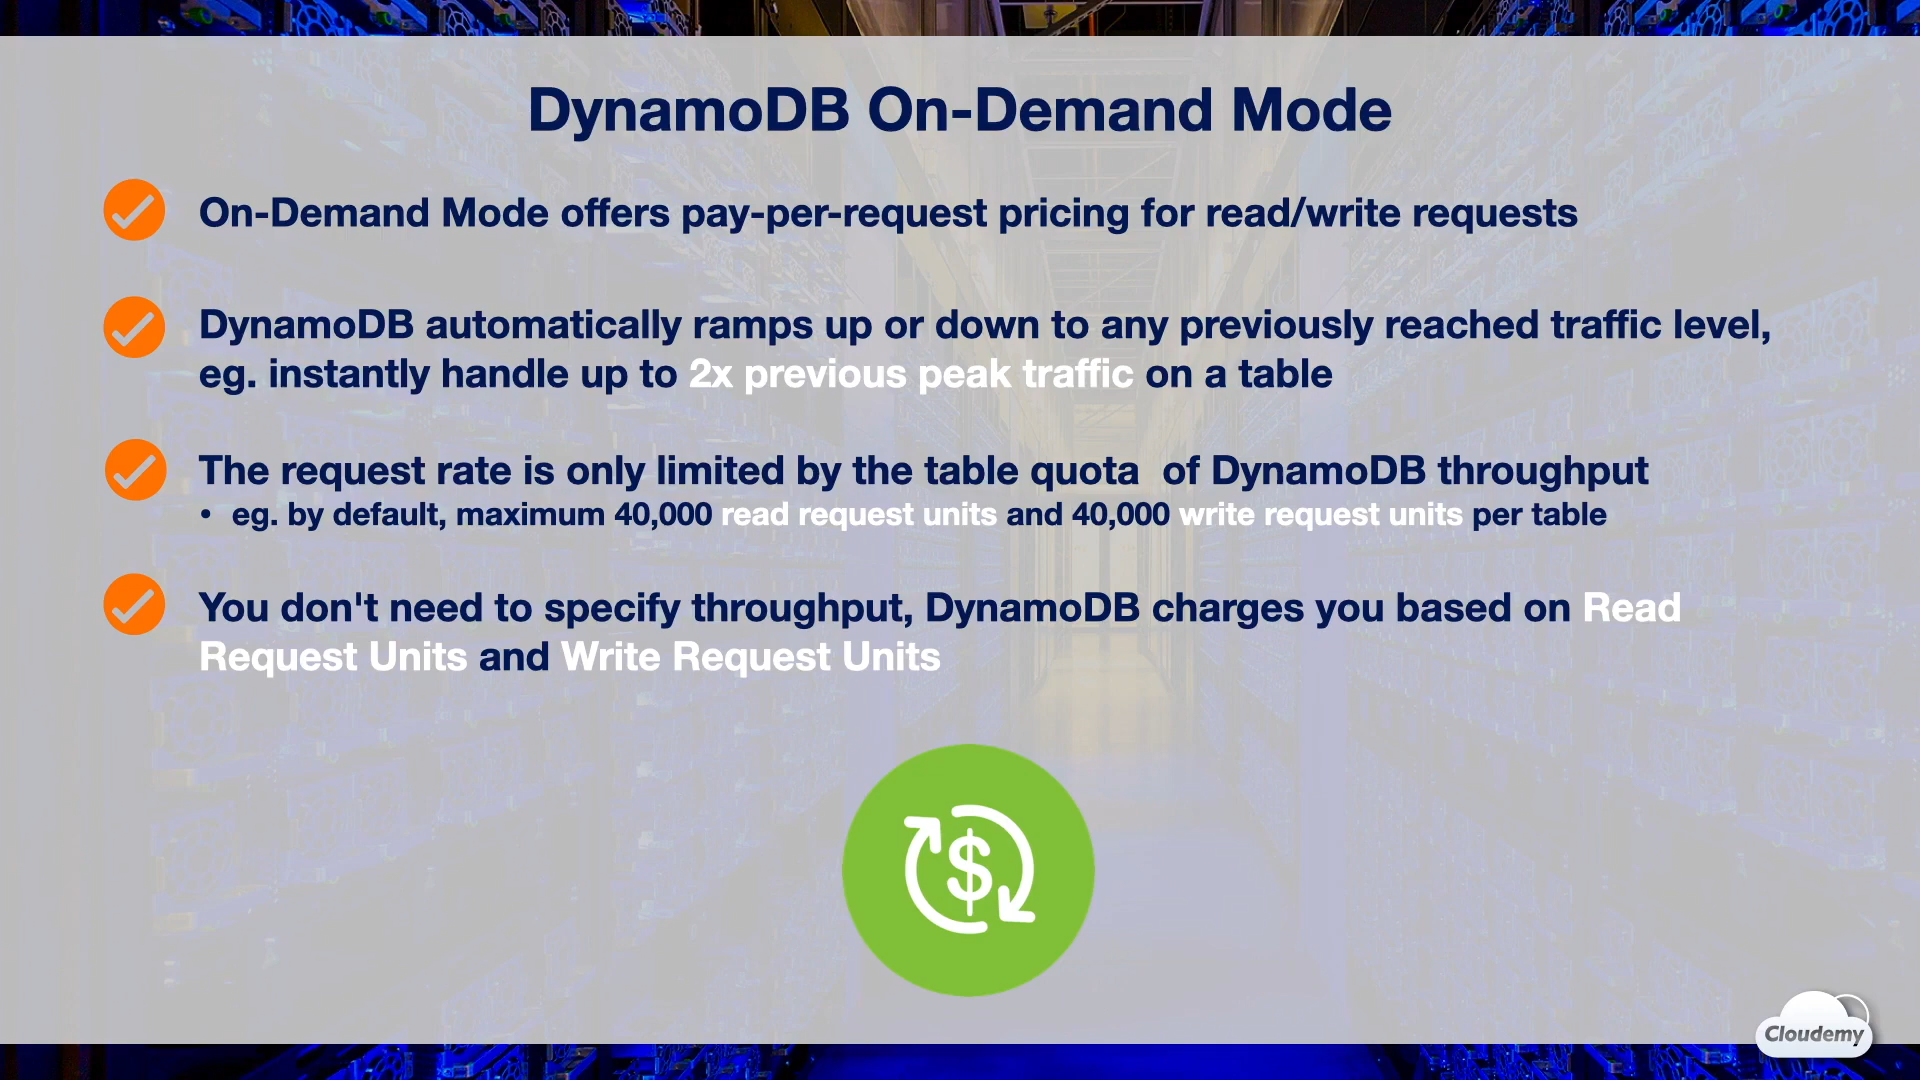 DynamoDB On-Demand Mode
On-Demand Mode offers pay-per-request pricing for read/write requests
DynamoDB automatically ramps up or down to any previously reached traffic level,
eg. instantly handle up to 2x previous peak traffic on a table
The request rate is only limited by the table quota  of DynamoDB throughput
• eg. by default, maximum 40,000 read request units and 40,000 write request units per table
You don't need to specify throughput, DynamoDB charges you based on Read
Request Units and Write Request Units
$
Cloudemy